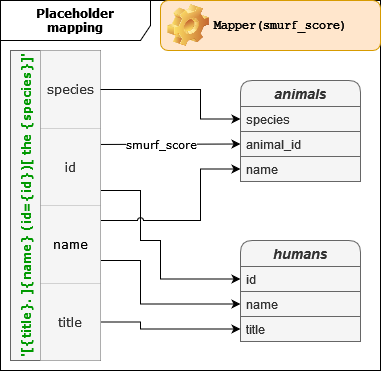 Placeholder
mapping
Mapper(smurf_score)
'[{title}. ]{name} (id={id})[ the {species}]'
species
id
name
title
smurf_score
animals
species
animal_id
name
humans
id
name
title